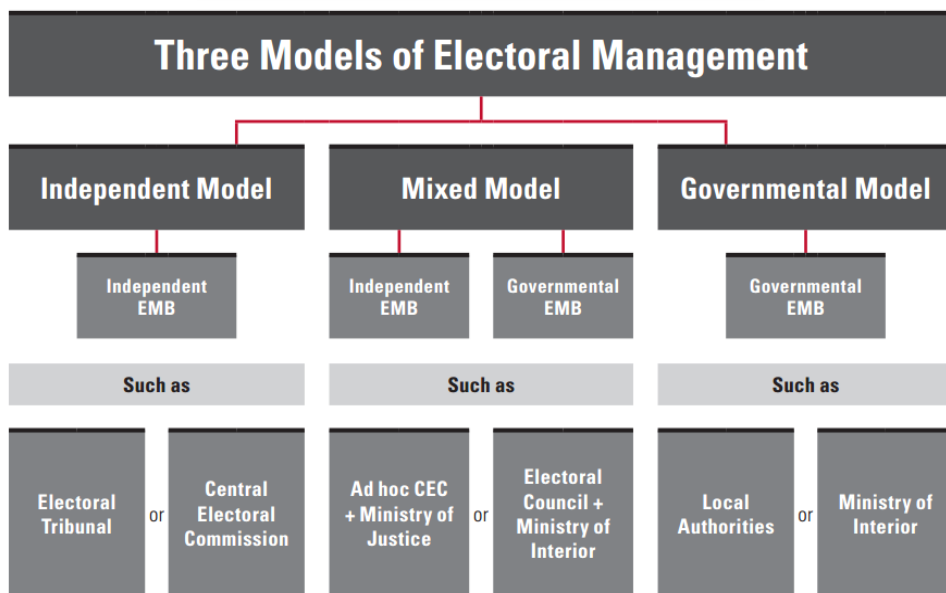 Three Models of Electoral Management
Independent Model
Mixed Model
Governmental Model
Independent
EMB
Independent
EMB
Governmental
EMB
Governmental
EMB
Such as
Such as
Such as
Electoral
Tribunal
or
Central
Electoral
Commission
Ad hoc CEC
+ Ministry of
Justice
or
Electoral
Council +
Ministry of
Interior
Local
Authorities
or
Ministry of
Interior